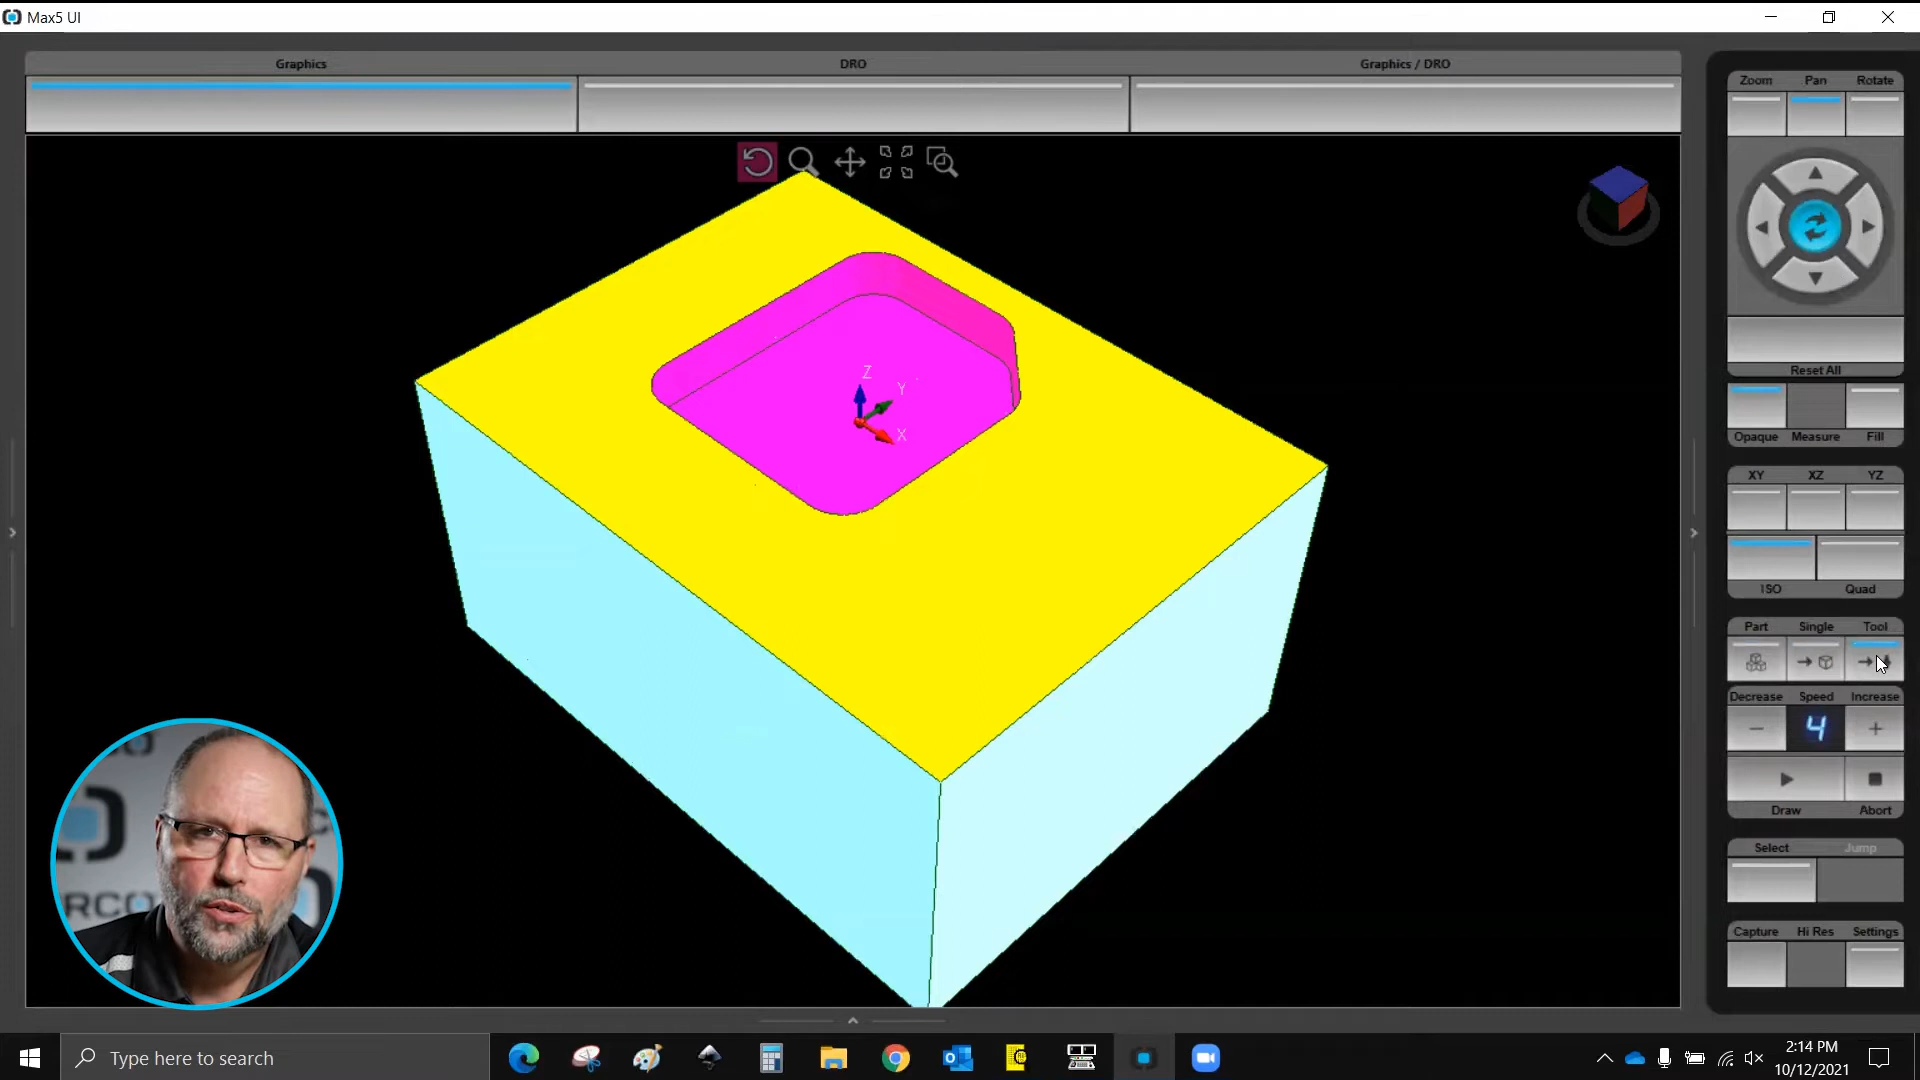 Max5 UI
Graphics DRO Graphics / DRO
Zoom Pan Rotate
Reset All
Opaque Measure Fill
XY XZ YZ
ISO Quad
Part Single Tool
Decrease Speed Increase
4
Draw Abort
Select Jump
Capture Hi Res Settings
Z
Y
X
RCO
Type here to search
2:14 PM
10/12/2021